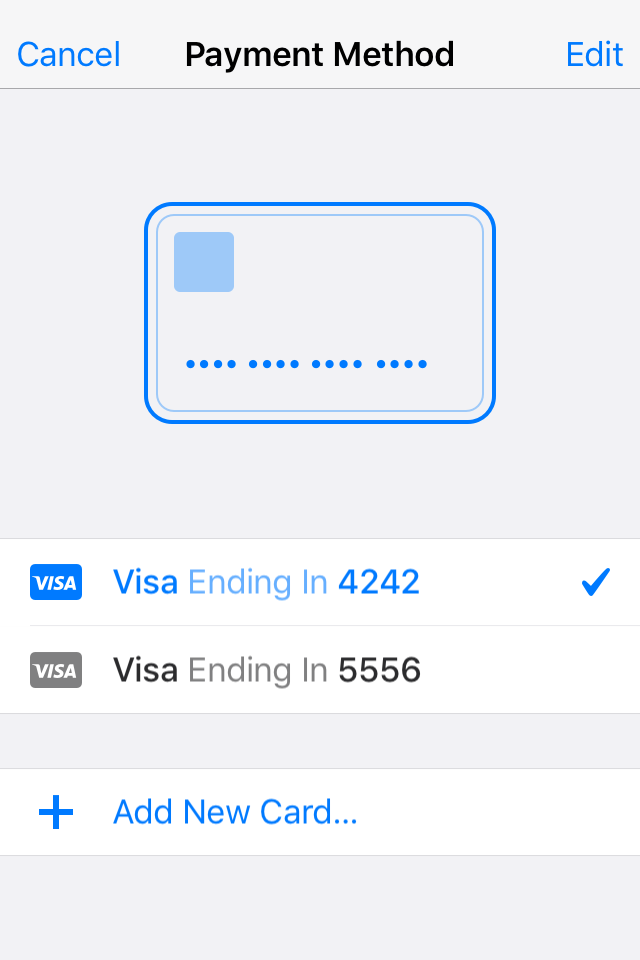 Cancel Payment Method Edit
VISA Visa Ending In 4242
VISA Visa Ending In 5556
Add New Card...